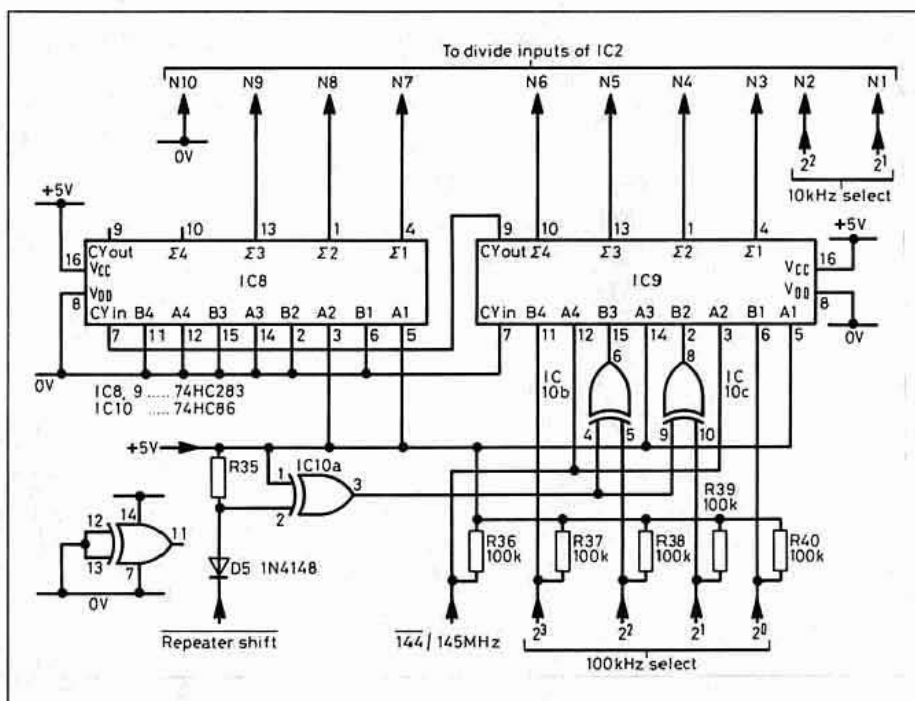 To divide inputs of IC2
N10 N9 N8 N7 N6 N5 N4 N3 N2 N1
0V
2² 2¹
10kHz select
+5V
9 10 13 1 4
9 10 13 1 4
+5V
16
CYout Σ4 Σ3 Σ2 Σ1
VCC
IC8
VDD
8
CYin B4 A4 B3 A3 B2 A2 B1 A1
7 11 12 15 14 2 3 6 5
CYout Σ4 Σ3 Σ2 Σ1
16
VCC
IC9
VDD
8
CYin B4 A4 B3 A3 B2 A2 B1 A1
7 11 12 15 14 2 3 6 5
0V
0V
IC8, 9 ..... 74HC283
IC10 ..... 74HC86
IC
10b
6
8
IC
10c
4 5
9 10
+5V
R35
IC10a
1
2
3
12
13
14
11
7
0V
D5 1N4148
R36
100k
R37
100k
R38
100k
R39
100k
R40
100k
Repeater shift
144/145MHz
2³ 2² 2¹ 2⁰
100kHz select